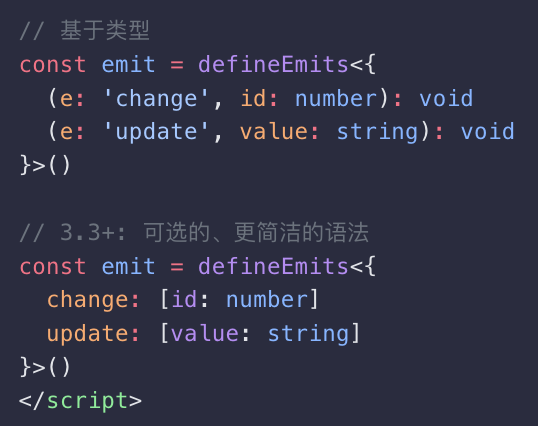 // 基于类型
const emit = defineEmits<{
  (e: 'change', id: number): void
  (e: 'update', value: string): void
}>()

// 3.3+: 可选的、更简洁的语法
const emit = defineEmits<{
  change: [id: number]
  update: [value: string]
}>()
</script>